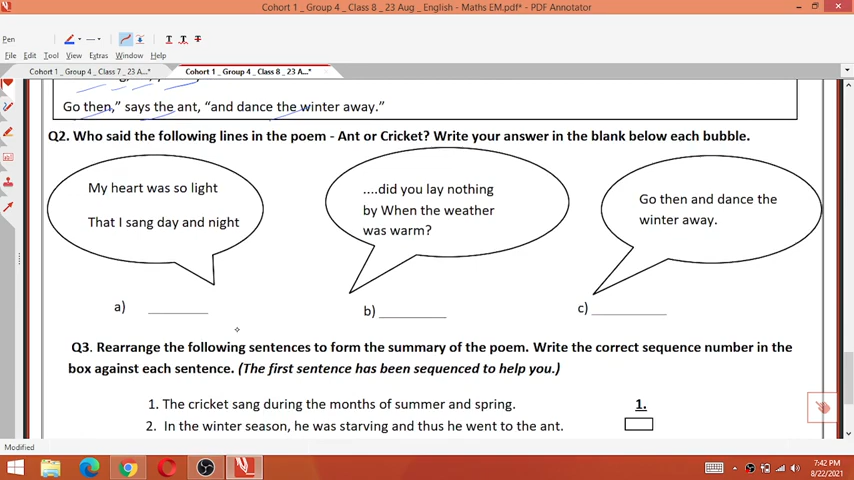 Cohort 1 _ Group 4 _ Class 8 _ 23 Aug _ English - Maths EM.pdf* - PDF Annotator
Pen
File Edit Tool View Extras Window Help
Cohort 1 _ Group 4 _ Class 7 _ 23 A...*
Cohort 1 _ Group 4 _ Class 8 _ 23 A...*
Go then,” says the ant, “and dance the winter away.”
Q2. Who said the following lines in the poem - Ant or Cricket? Write your answer in the blank below each bubble.
My heart was so light
That I sang day and night
....did you lay nothing
by When the weather
was warm?
Go then and dance the
winter away.
a) ________
b) _________
c) __________
Q3. Rearrange the following sentences to form the summary of the poem. Write the correct sequence number in the
box against each sentence. (The first sentence has been sequenced to help you.)
1. The cricket sang during the months of summer and spring. 1.
2. In the winter season, he was starving and thus he went to the ant.
Modified
7:42 PM
8/22/2021